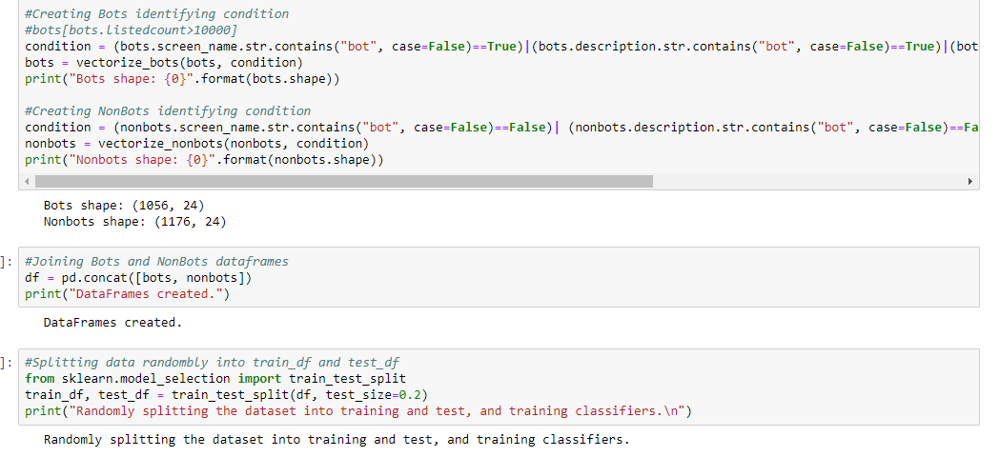 #Creating Bots identifying condition
#bots[bots.listedcount>10000]
condition = (bots.screen_name.str.contains("bot", case=False)==True)|(bots.description.str.contains("bot", case=False)==True)|(bot
bots = vectorize_bots(bots, condition)
print("Bots shape: {0}".format(bots.shape))
#Creating NonBots identifying condition
condition = (nonbots.screen_name.str.contains("bot", case=False)==False)| (nonbots.description.str.contains("bot", case=False)==Fa
nonbots = vectorize_nonbots(nonbots, condition)
print("Nonbots shape: {0}".format(nonbots.shape))
Bots shape: (1056, 24)
Nonbots shape: (1176, 24)
]: #Joining Bots and NonBots dataframes
df = pd.concat([bots, nonbots])
print("DataFrames created.")
DataFrames created.
]: #Splitting data randombly into train_df and test_df
from sklearn.model_selection import train_test_split
train_df, test_df = train_test_split(df, test_size=0.2)
print("Randomly splitting the dataset into training and test, and training classifiers.\n")
Randomly splitting the dataset into training and test, and training classifiers.